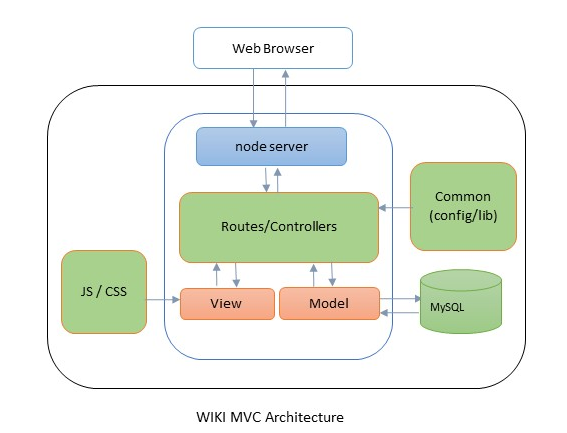 Web Browser
node server
Common
(config/lib)
Routes/Controllers
JS / CSS
View
Model
MySQL
WIKI MVC Architecture